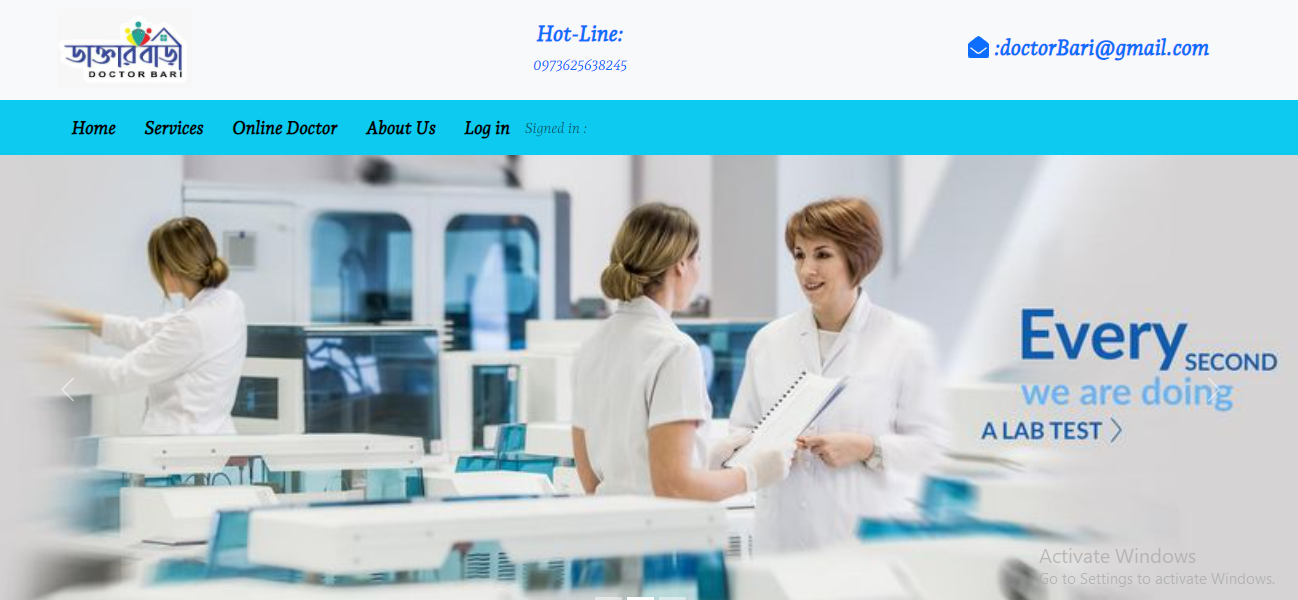 ডাক্তার বাড়ী
DOCTOR BARI
Hot-Line:
0973625638245
:doctorBari@gmail.com
Home Services Online Doctor About Us Log in Signed in :
Every SECOND
we are doing
A LAB TEST
Activate Windows
Go to Settings to activate Windows.